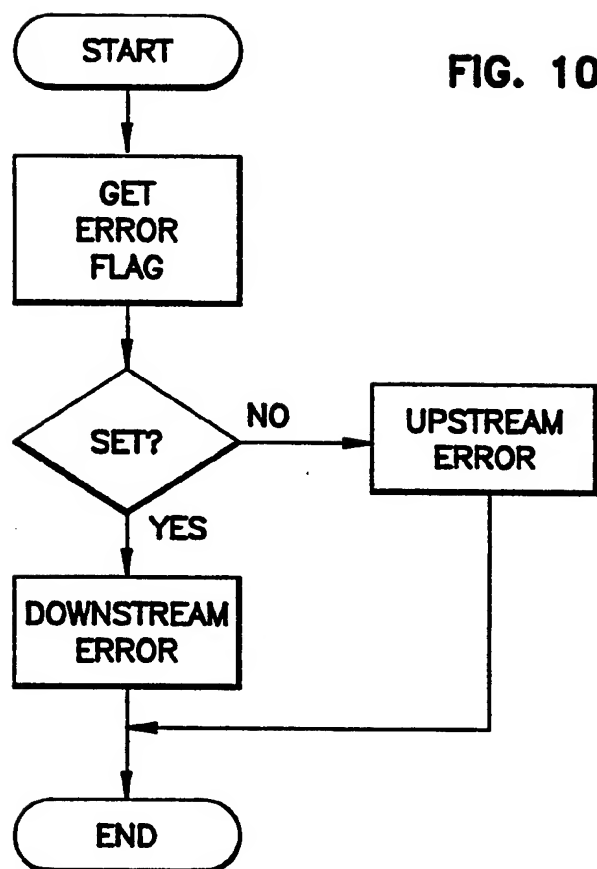 START
FIG. 10
GET
ERROR
FLAG
SET?
NO
UPSTREAM
ERROR
YES
DOWNSTREAM
ERROR
END